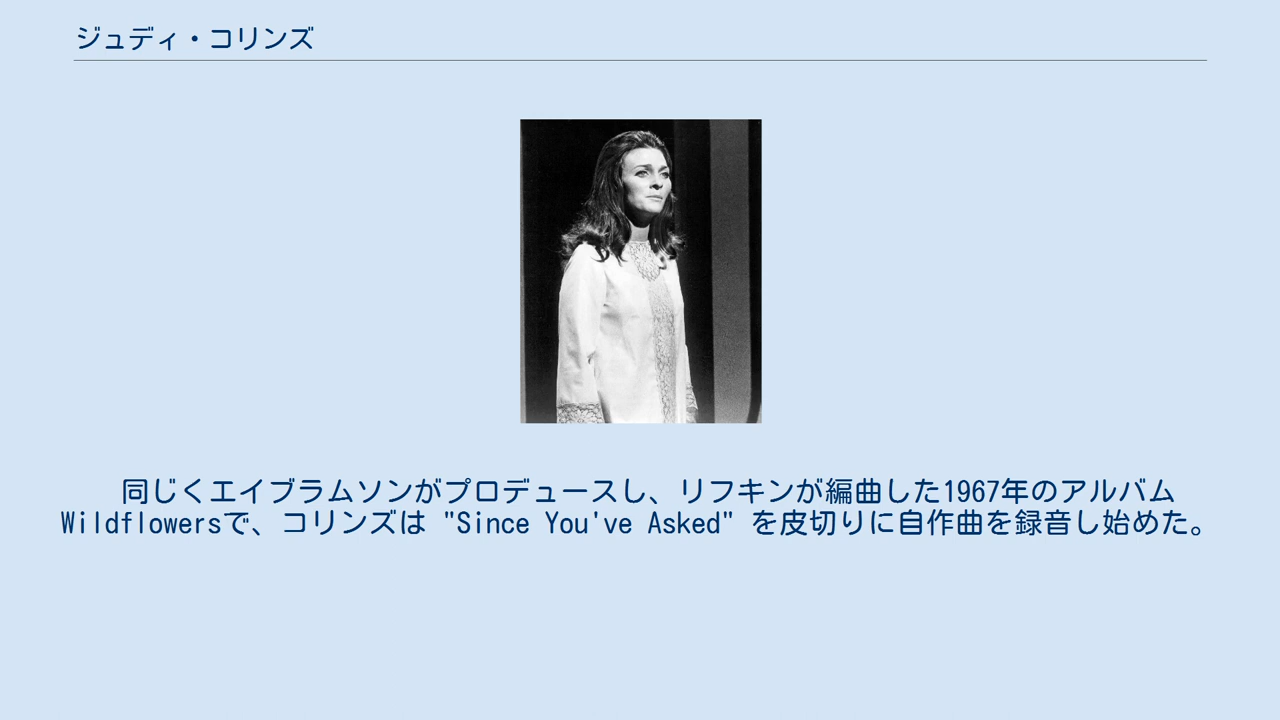 ジュディ・コリンズ
同じくエイブラムソンがプロデュースし、リフキンが編曲した1967年のアルバム
Wildflowersで、コリンズは "Since You've Asked" を皮切りに自作曲を録音し始めた。